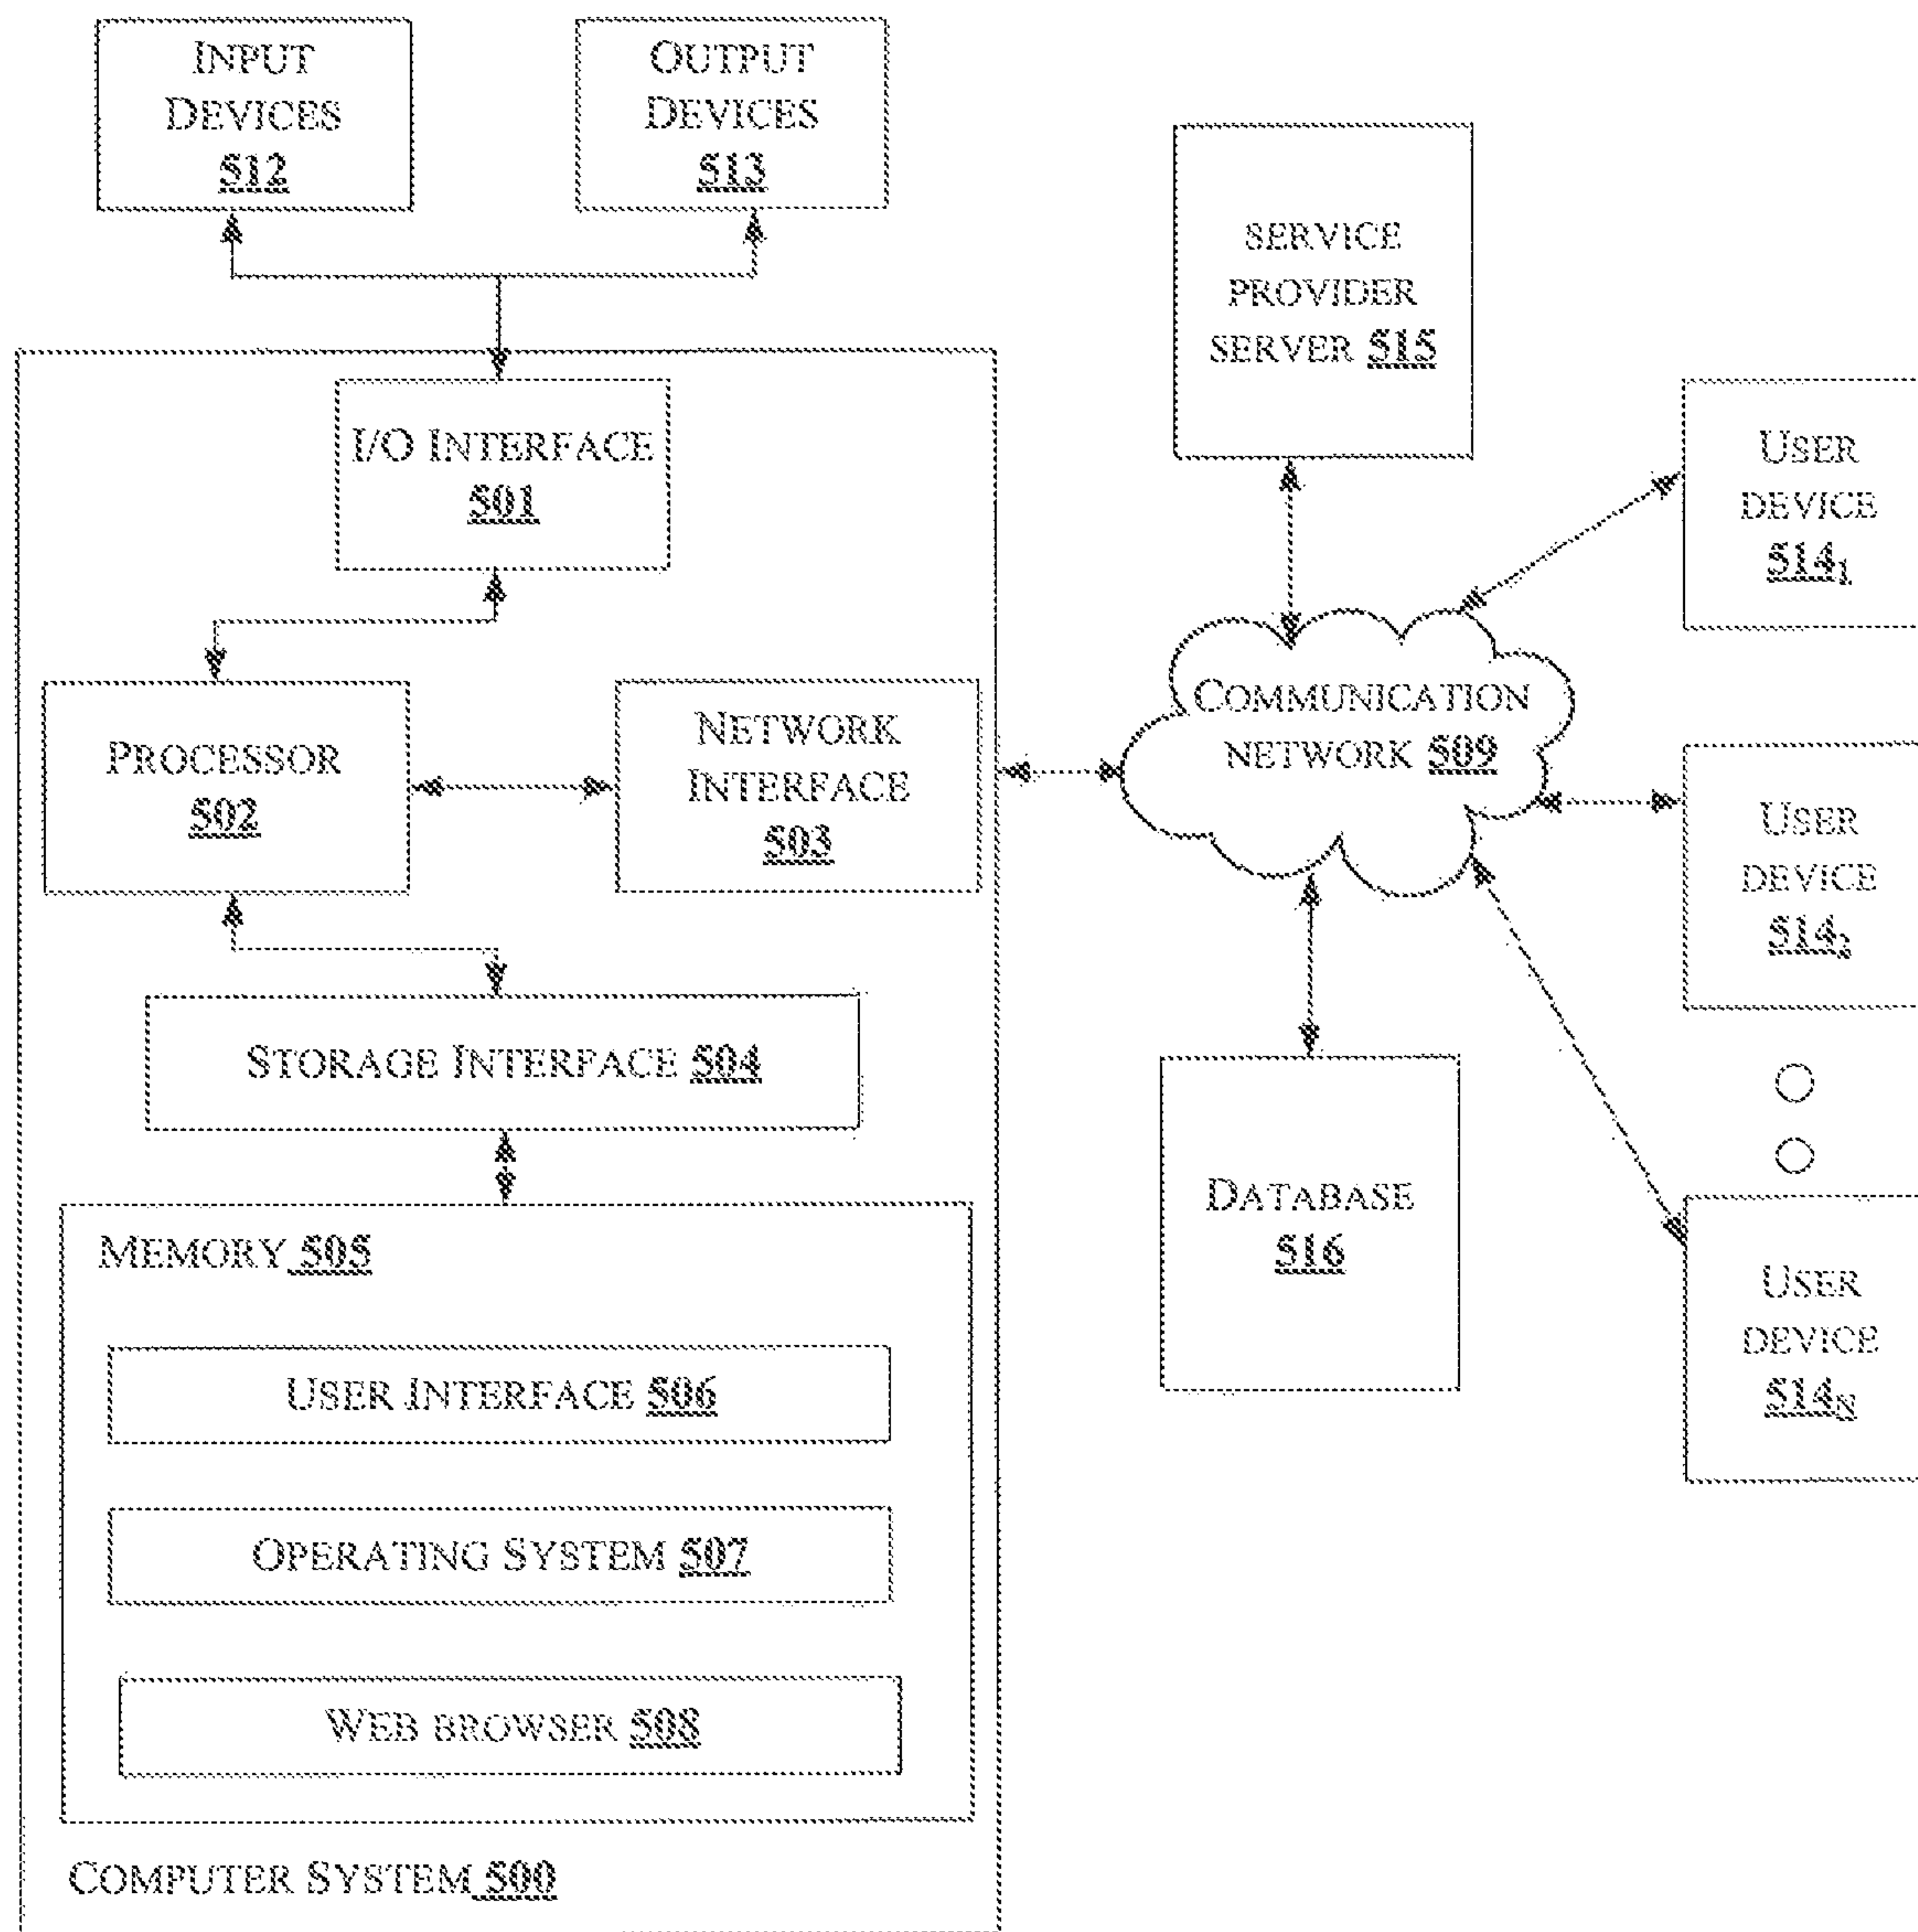 INPUT
DEVICES
512
OUTPUT
DEVICES
513
I/O INTERFACE
501
PROCESSOR
502
NETWORK
INTERFACE
503
STORAGE INTERFACE 504
MEMORY 505
USER INTERFACE 506
OPERATING SYSTEM 507
WEB BROWSER 508
COMPUTER SYSTEM 500
SERVICE
PROVIDER
SERVER 515
COMMUNICATION
NETWORK 509
DATABASE
516
USER
DEVICE
514₁
USER
DEVICE
514₂
USER
DEVICE
514N